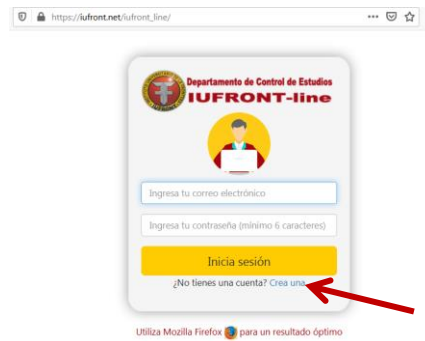 https://iufront.net/iufront_line/
Departamento de Control de Estudios
IUFRONT-line
Ingresa tu correo electrónico
Ingresa tu contraseña (mínimo 6 caracteres)
Inicia sesión
¿No tienes una cuenta? Crea una
Utiliza Mozilla Firefox para un resultado óptimo